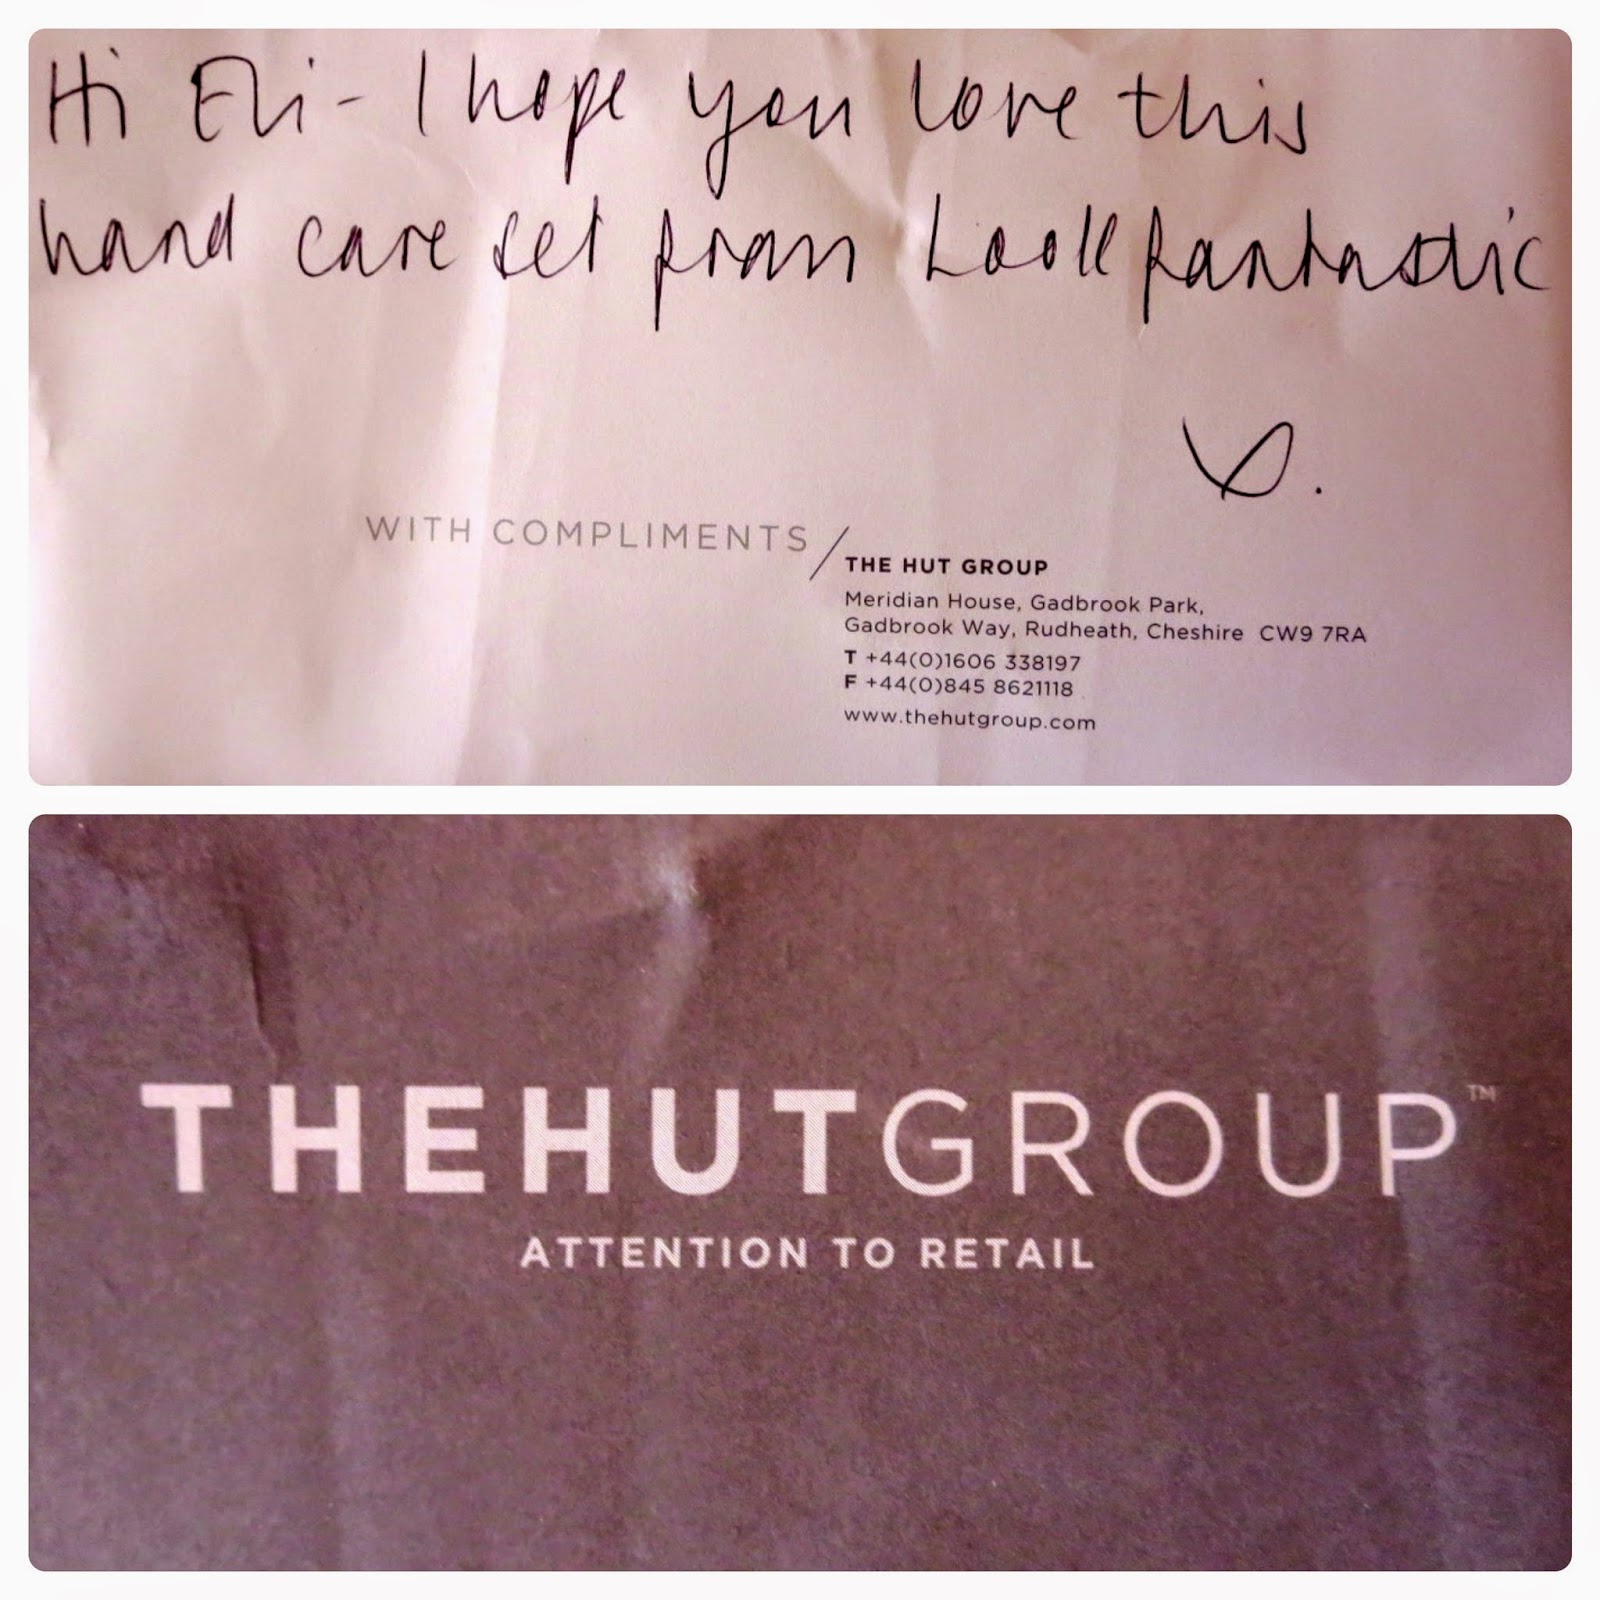 Hi Eli - I hope you love this
hand care set from Lookfantastic
x.
WITH COMPLIMENTS /
THE HUT GROUP
Meridian House, Gadbrook Park,
Gadbrook Way, Rudheath, Cheshire CW9 7RA
T +44(0)1606 338197
F +44(0)845 8621118
www.thehutgroup.com
THEHUTGROUP™
ATTENTION TO RETAIL